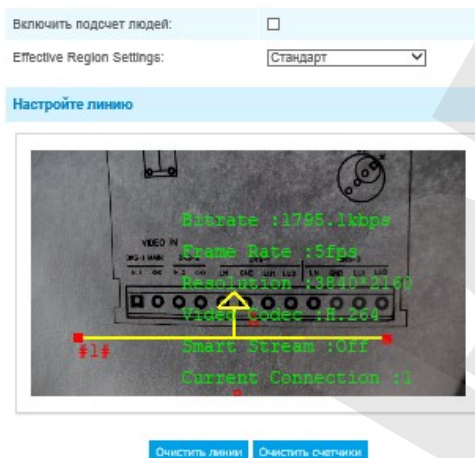 Включить подсчет людей:
Effective Region Settings:
Стандарт
Настройте линию
Bitrate :1795.1kbps
VIDEO IN
Frame Rate :5fps
Resolution :3840*2160
Video Codec :H.264
#1#
Smart Stream :Off
Current Connection :1
Очистить линии
Очистить счетчики